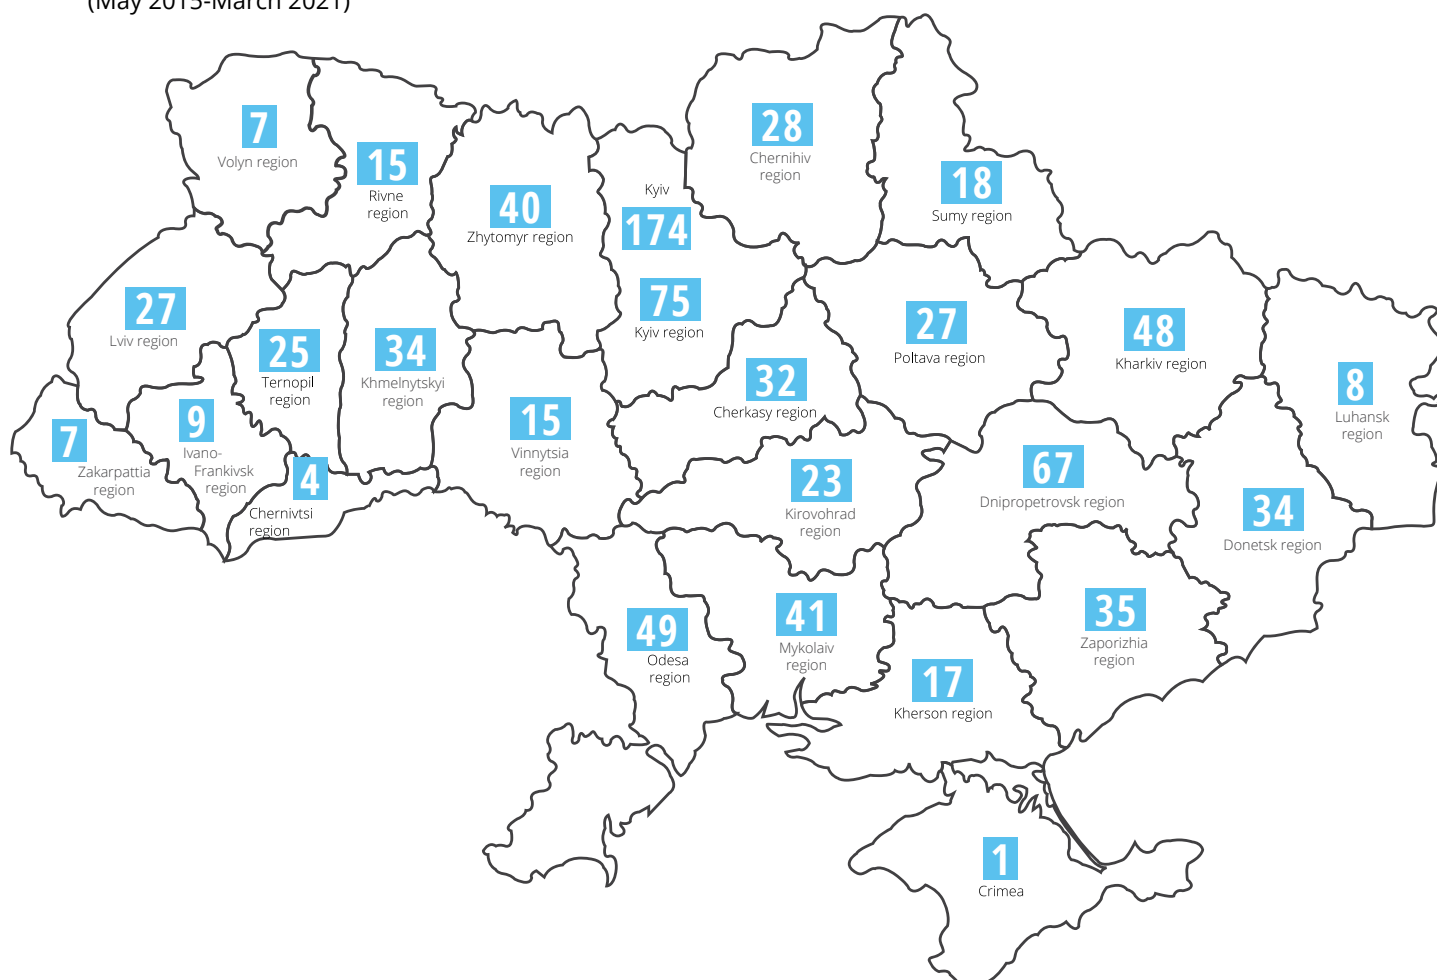 (May 2015-March 2021)
7
Volyn region
15
Rivne
region
40
Zhytomyr region
Kyiv
174
75
Kyiv region
28
Chernihiv
region
18
Sumy region
27
Lviv region
25
Ternopil
region
34
Khmelnytskyi
region
27
Poltava region
48
Kharkiv region
8
Luhansk
region
32
Cherkasy region
7
Zakarpattia
region
9
Ivano-
Frankivsk
region
4
Chernivtsi
region
15
Vinnytsia
region
23
Kirovohrad
region
67
Dnipropetrovsk region
34
Donetsk region
49
Odesa
region
41
Mykolaiv
region
35
Zaporizhia
region
17
Kherson region
1
Crimea